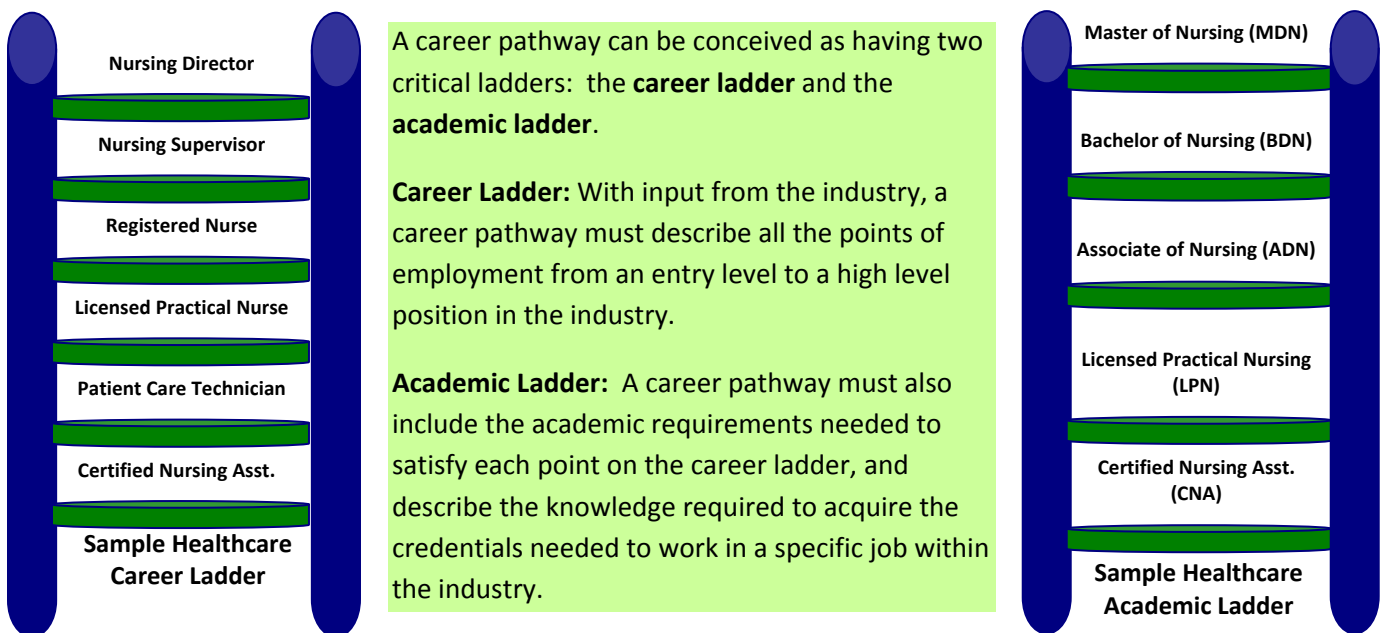 Nursing Director
Nursing Supervisor
Registered Nurse
Licensed Practical Nurse
Patient Care Technician
Certified Nursing Asst.
Sample Healthcare
Career Ladder
A career pathway can be conceived as having two
critical ladders:  the career ladder and the
academic ladder.
Career Ladder: With input from the industry, a
career pathway must describe all the points of
employment from an entry level to a high level
position in the industry.
Academic Ladder:  A career pathway must also
include the academic requirements needed to
satisfy each point on the career ladder, and
describe the knowledge required to acquire the
credentials needed to work in a specific job within
the industry.
Master of Nursing (MDN)
Bachelor of Nursing (BDN)
Associate of Nursing (ADN)
Licensed Practical Nursing
(LPN)
Certified Nursing Asst.
(CNA)
Sample Healthcare
Academic Ladder